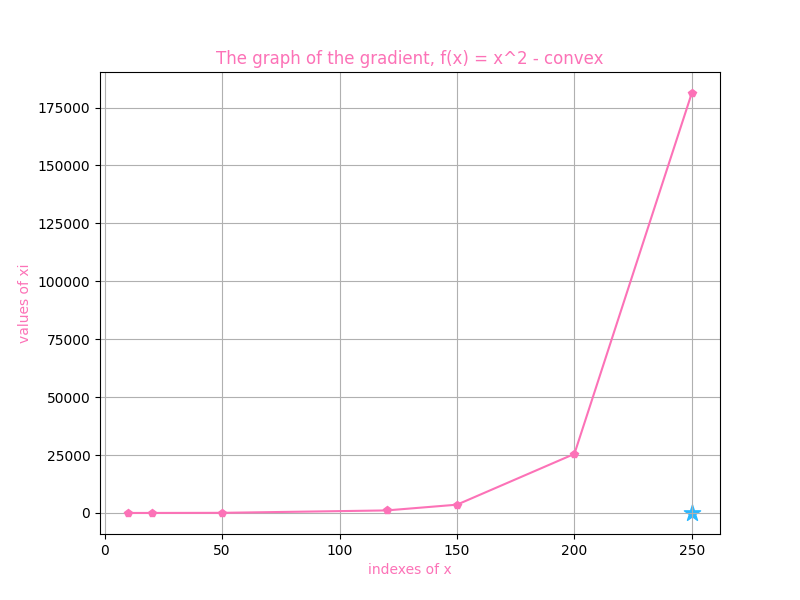 The graph of the gradient, f(x) = x^2 - convex
175000
150000
125000
100000
75000
50000
25000
0
values of xi
0 50 100 150 200 250
indexes of x